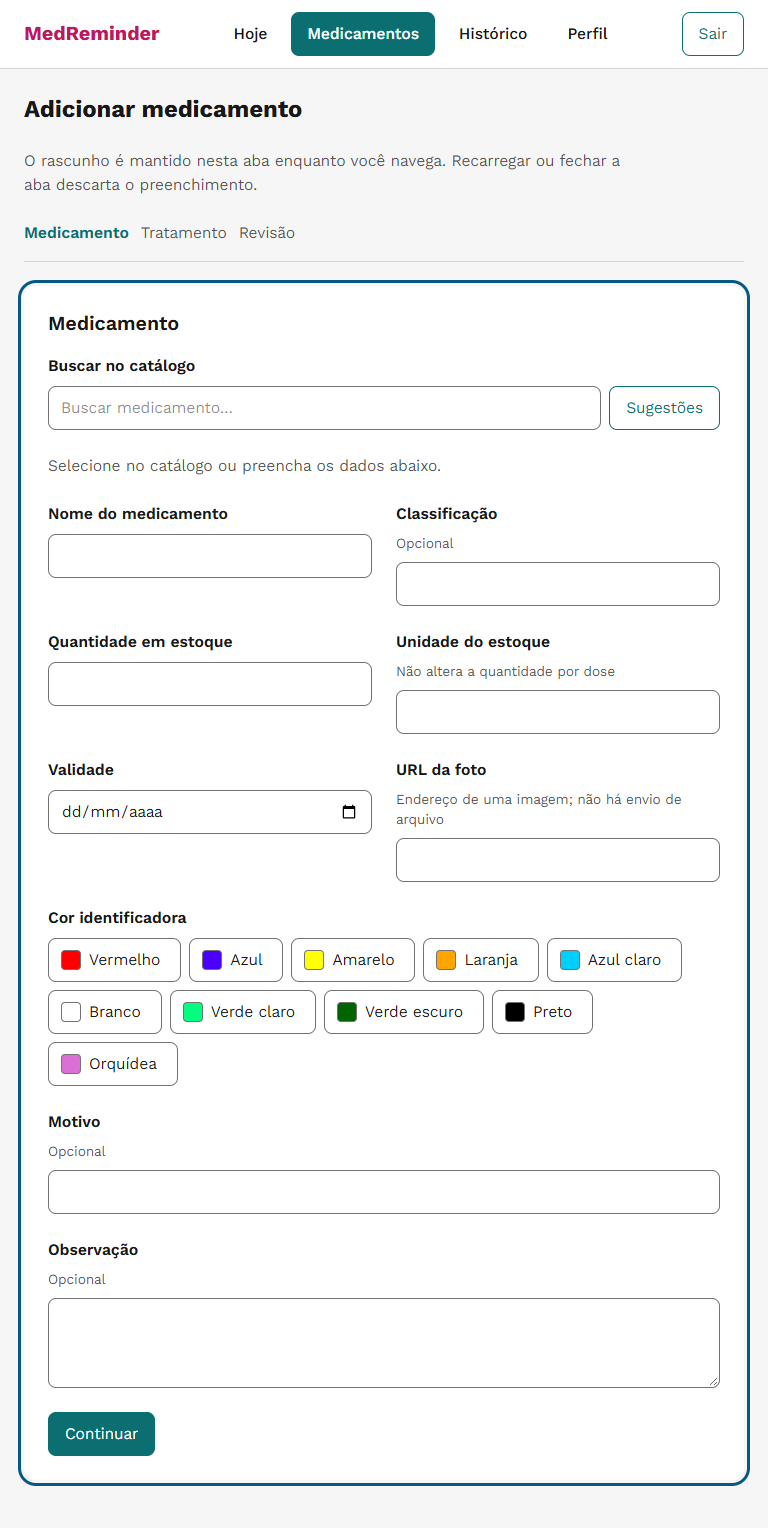 MedReminder
Hoje
Medicamentos
Histórico
Perfil
Sair
Adicionar medicamento
O rascunho é mantido nesta aba enquanto você navega. Recarregar ou fechar a
aba descarta o preenchimento.
Medicamento
Tratamento
Revisão
Medicamento
Buscar no catálogo
Buscar medicamento...
Sugestões
Selecione no catálogo ou preencha os dados abaixo.
Nome do medicamento
Classificação
Opcional
Quantidade em estoque
Unidade do estoque
Não altera a quantidade por dose
Validade
dd/mm/aaaa
URL da foto
Endereço de uma imagem; não há envio de
arquivo
Cor identificadora
Vermelho
Azul
Amarelo
Laranja
Azul claro
Branco
Verde claro
Verde escuro
Preto
Orquídea
Motivo
Opcional
Observação
Opcional
Continuar